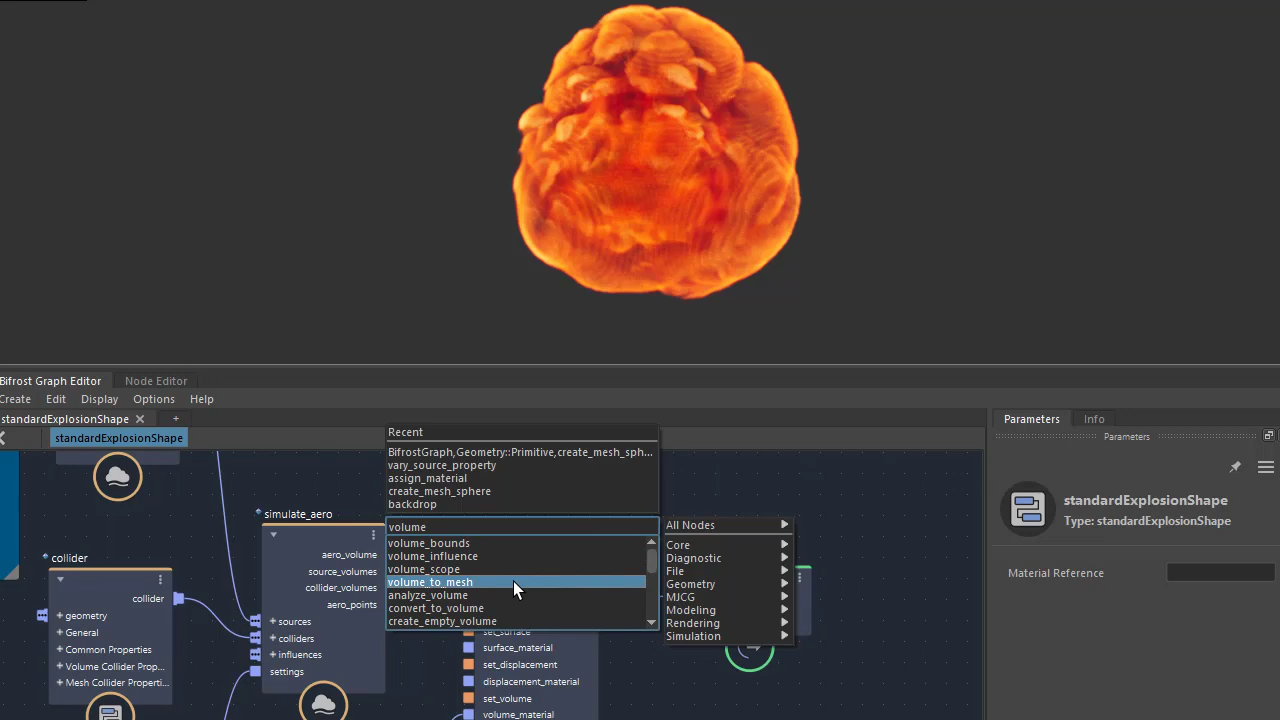 Bifrost Graph Editor
Node Editor
Create
Edit
Display
Options
Help
standardExplosionShape
+
standardExplosionShape
Recent
BifrostGraph,Geometry::Primitive,create_mesh_sph...
vary_source_property
assign_material
create_mesh_sphere
backdrop
volume
volume_bounds
volume_influence
volume_scope
volume_to_mesh
analyze_volume
convert_to_volume
create_empty_volume
All Nodes
Core
Diagnostic
File
Geometry
MJCG
Modeling
Rendering
Simulation
collider
collider
geometry
General
Common Properties
Volume Collider Prop...
Mesh Collider Properti...
simulate_aero
aero_volume
source_volumes
collider_volumes
aero_points
sources
colliders
influences
settings
set_surface
surface_material
set_displacement
displacement_material
set_volume
volume_material
Parameters
Info
Parameters
standardExplosionShape
Type: standardExplosionShape
Material Reference